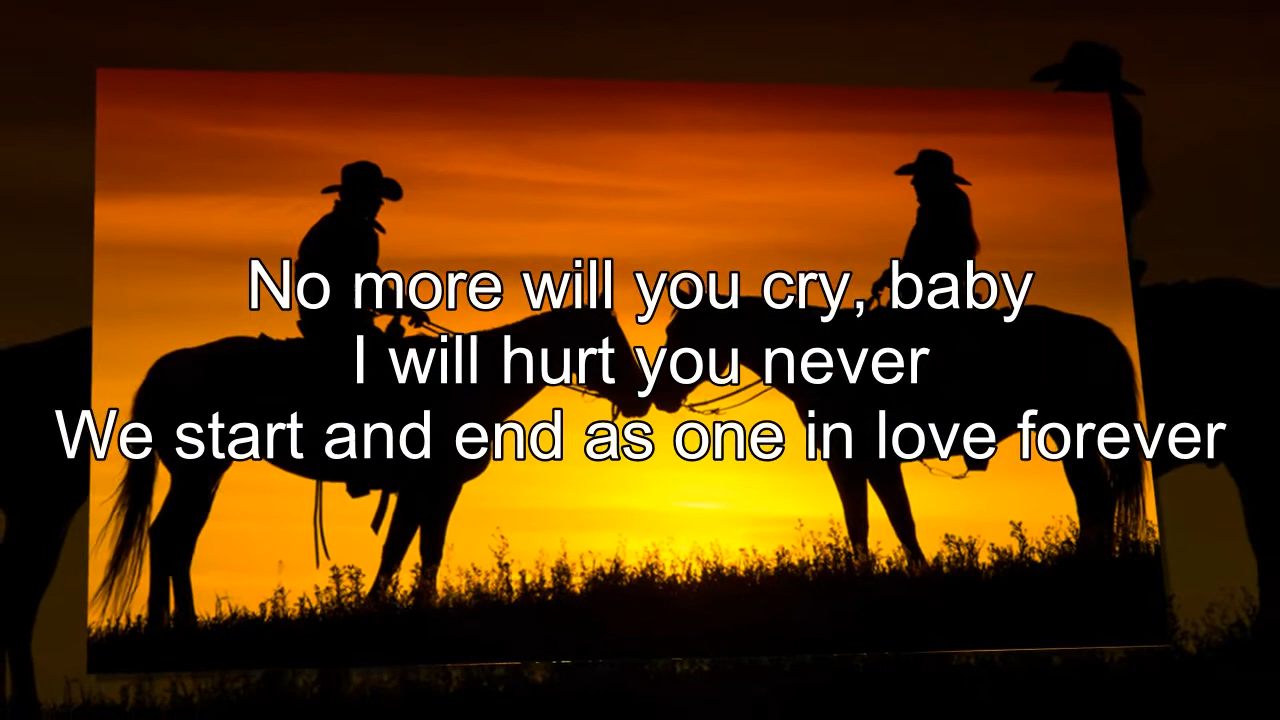 No more will you cry, baby
I will hurt you never
We start and end as one in love forever